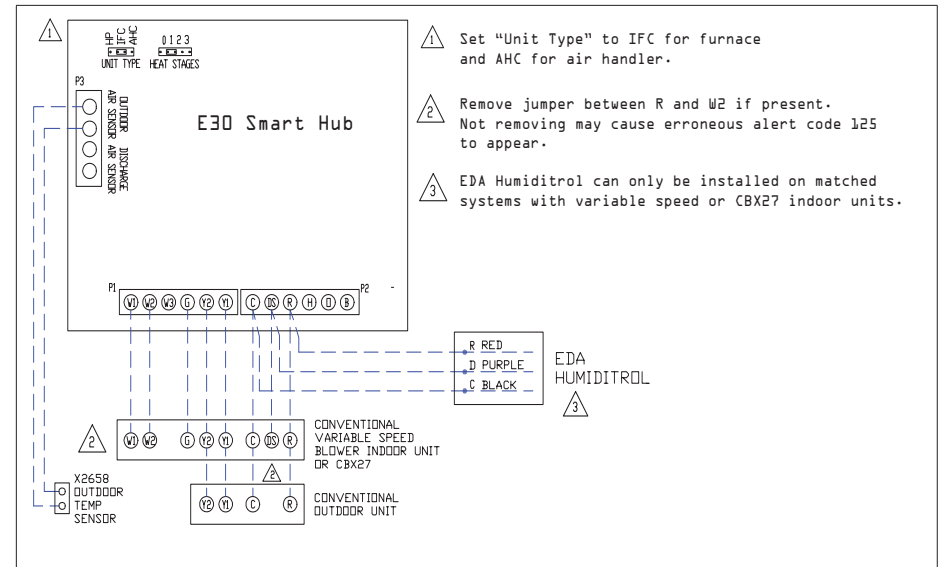 1
HP
IFC
AHC
0 1 2 3
UNIT TYPE HEAT STAGES
P3
OUTDOOR
AIR SENSOR
DISCHARGE
AIR SENSOR
E30 Smart Hub
1 Set “Unit Type” to IFC for furnace
and AHC for air handler.
2 Remove jumper between R and W2 if present.
Not removing may cause erroneous alert code 125
to appear.
3 EDA Humiditrol can only be installed on matched
systems with variable speed or CBX27 indoor units.
P1 W1 W2 W3 G Y2 Y1 C DS R H O B P2 -
R RED
D PURPLE
C BLACK
EDA
HUMIDITROL
3
2
W1 W2 G Y2 Y1 C DS R
CONVENTIONAL
VARIABLE SPEED
BLOWER INDOOR UNIT
OR CBX27
2
Y2 Y1 C R
CONVENTIONAL
OUTDOOR UNIT
X2658
OUTDOOR
TEMP
SENSOR